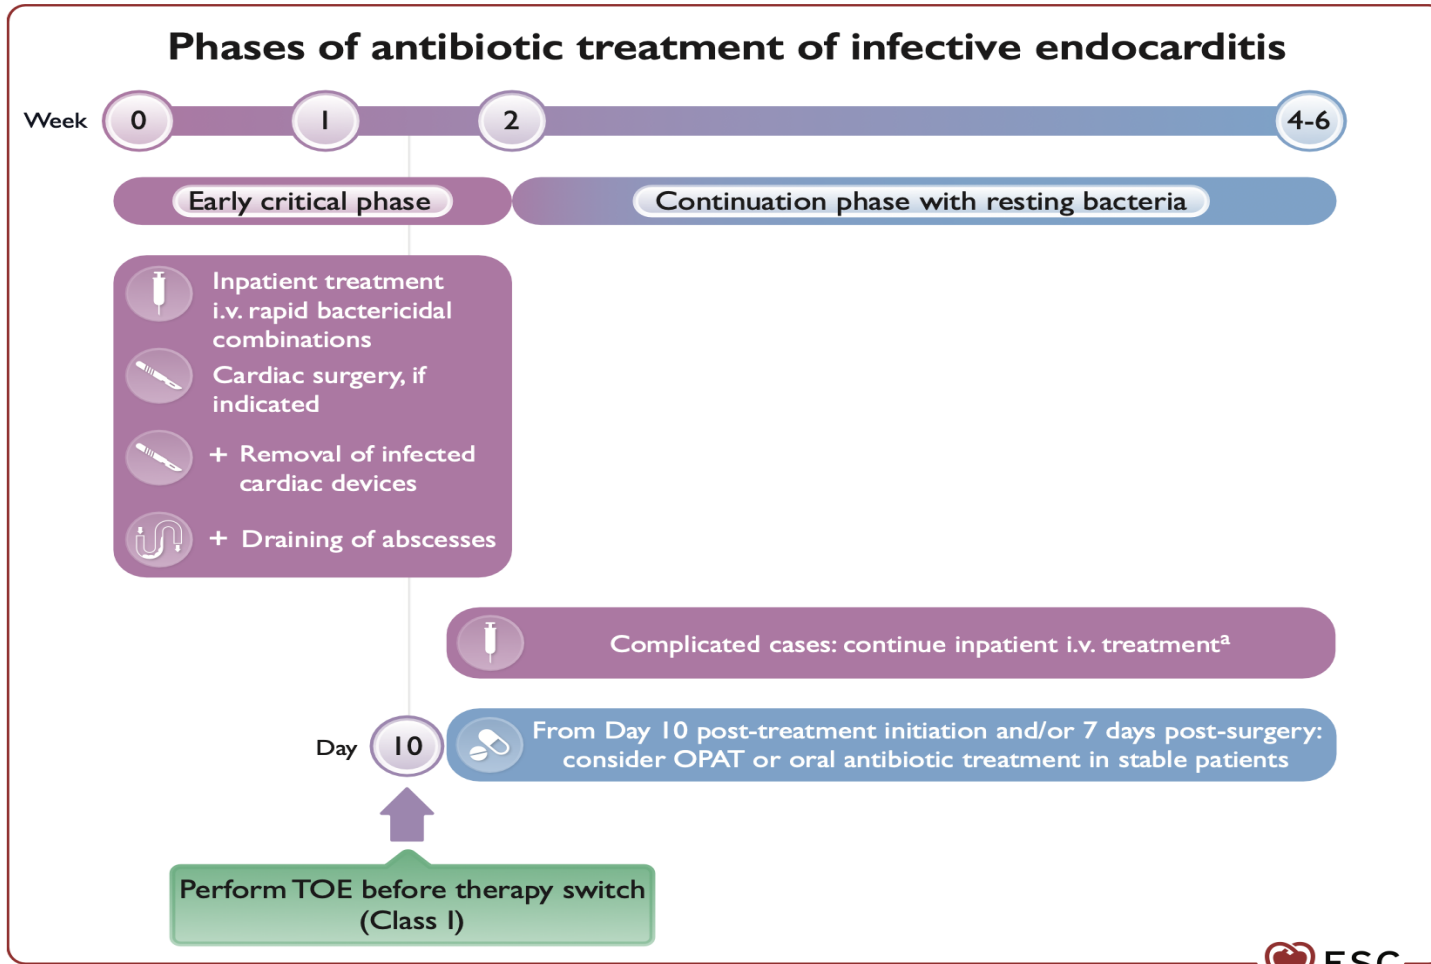 Phases of antibiotic treatment of infective endocarditis
Week 0 1 2 4-6
Early critical phase
Continuation phase with resting bacteria
Inpatient treatment
i.v. rapid bactericidal
combinations
Cardiac surgery, if
indicated
+ Removal of infected
cardiac devices
+ Draining of abscesses
Complicated cases: continue inpatient i.v. treatmentᵃ
Day 10
From Day 10 post-treatment initiation and/or 7 days post-surgery:
consider OPAT or oral antibiotic treatment in stable patients
Perform TOE before therapy switch
(Class I)
ESC